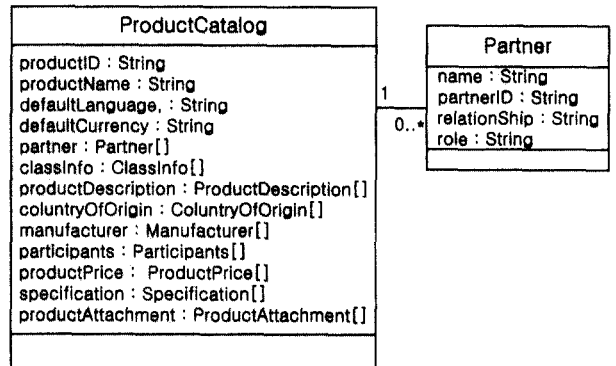 ProductCatalog
productID : String
productName : String
defaultLanguage, : String
defaultCurrency : String
partner : Partner[]
classInfo : ClassInfo[]
productDescription : ProductDescription[]
coluntryOfOrigin : ColuntryOfOrigin[]
manufacturer : Manufacturer[]
participants : Participants[]
productPrice : ProductPrice[]
specification : Specification[]
productAttachment : ProductAttachment[]
1
0..*
Partner
name : String
partnerID : String
relationShip : String
role : String